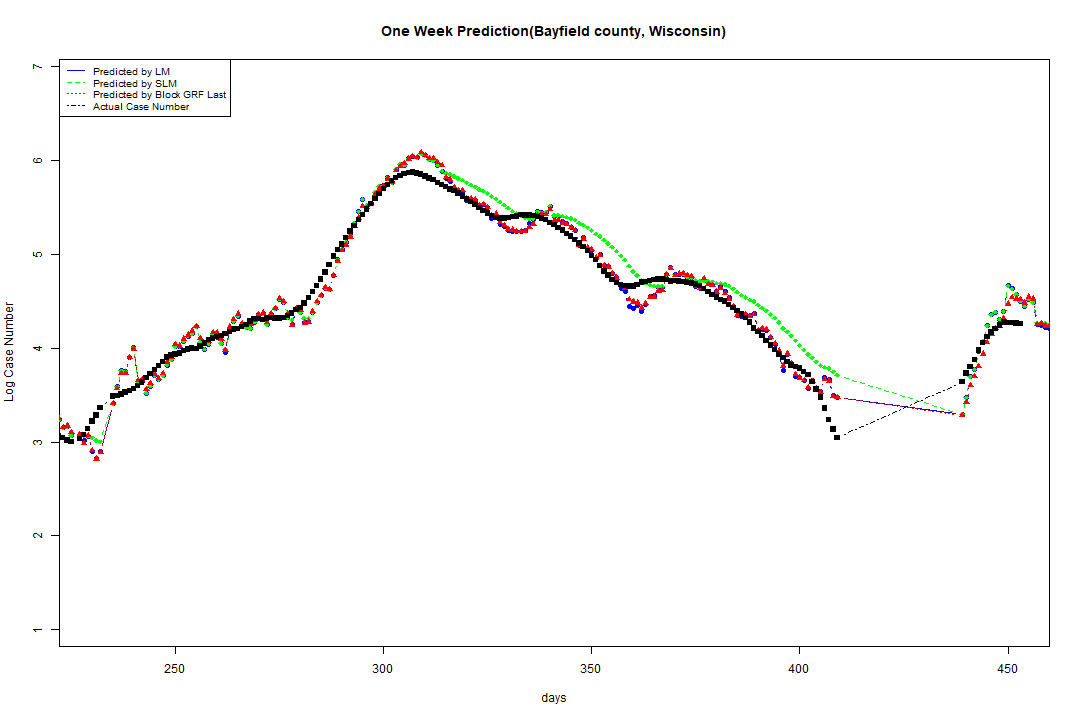 One Week Prediction(Bayfield county, Wisconsin)
Predicted by LM
Predicted by SLM
Predicted by Block GRF Last
Actual Case Number
7
6
5
4
3
2
1
Log Case Number
250 300 350 400 450
days